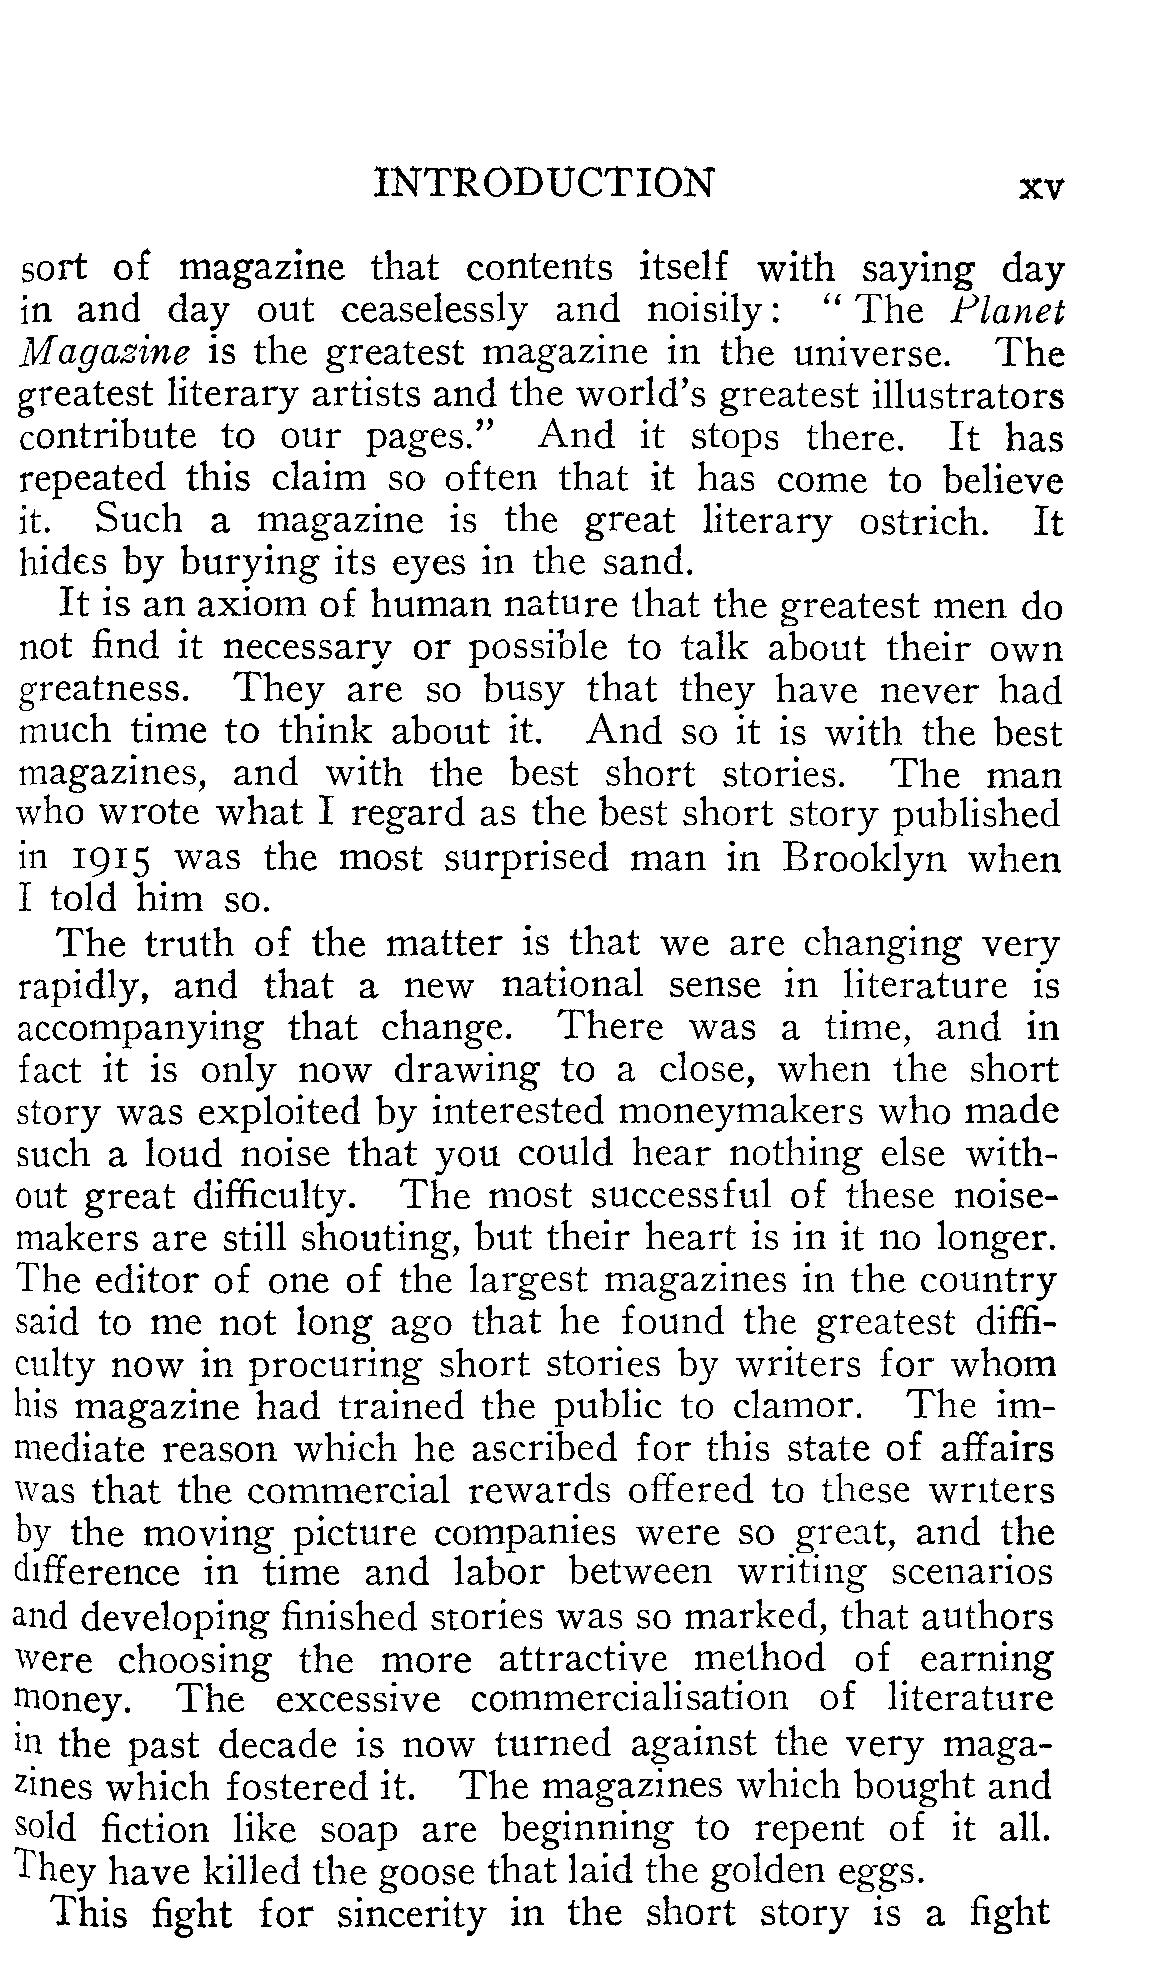 INTRODUCTION xv
sort of magazine that contents itself with saying day
in and day out ceaselessly and noisily: “ The Planet
Magazine is the greatest magazine in the universe. The
greatest literary artists and the world’s greatest illustrators
contribute to our pages.” And it stops there. It has
repeated this claim so often that it has come to believe
it. Such a magazine is the great literary ostrich. It
hides by burying its eyes in the sand.
It is an axiom of human nature that the greatest men do
not find it necessary or possible to talk about their own
greatness. They are so busy that they have never had
much time to think about it. And so it is with the best
magazines, and with the best short stories. The man
who wrote what I regard as the best short story published
in 1915 was the most surprised man in Brooklyn when
I told him so.
The truth of the matter is that we are changing very
rapidly, and that a new national sense in literature is
accompanying that change. There was a time, and in
fact it is only now drawing to a close, when the short
story was exploited by interested moneymakers who made
such a loud noise that you could hear nothing else with-
out great difficulty. The most successful of these noise-
makers are still shouting, but their heart is in it no longer.
The editor of one of the largest magazines in the country
said to me not long ago that he found the greatest diffi-
culty now in procuring short stories by writers for whom
his magazine had trained the public to clamor. The im-
mediate reason which he ascribed for this state of affairs
was that the commercial rewards offered to these writers
by the moving picture companies were so great, and the
difference in time and labor between writing scenarios
and developing finished stories was so marked, that authors
were choosing the more attractive method of earning
money. The excessive commercialisation of literature
in the past decade is now turned against the very maga-
zines which fostered it. The magazines which bought and
sold fiction like soap are beginning to repent of it all.
They have killed the goose that laid the golden eggs.
This fight for sincerity in the short story is a fight